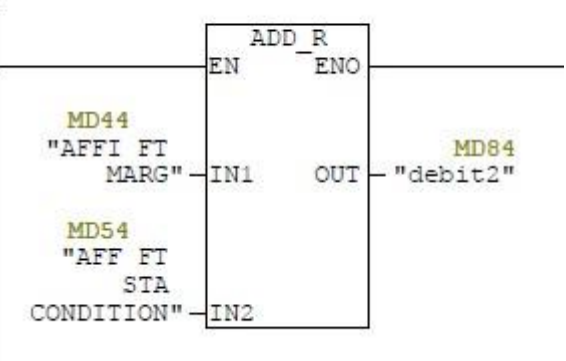 ADD_R
EN ENO
MD44
"AFFI FT
MARG" IN1
MD84
OUT "debit2"
MD54
"AFF FT
STA
CONDITION" IN2